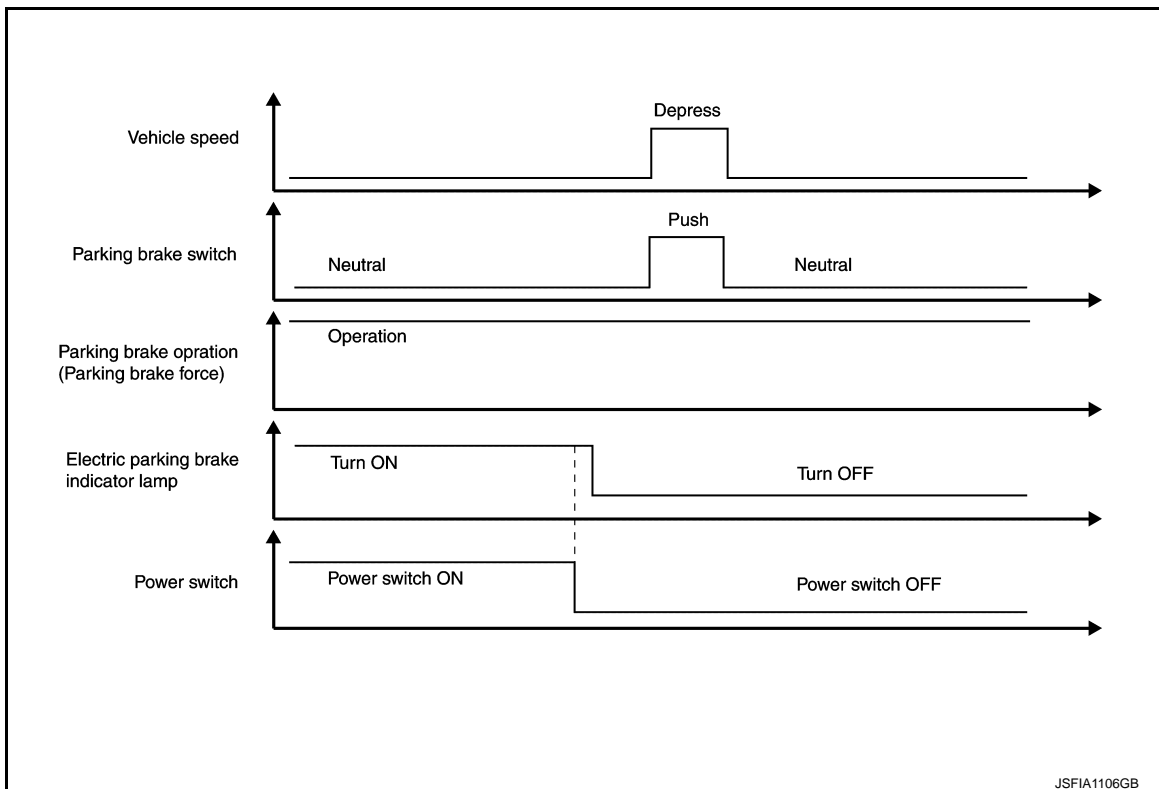 Depress
Vehicle speed
Push
Parking brake switch
Neutral
Neutral
Operation
Parking brake opration
(Parking brake force)
Electric parking brake
indicator lamp
Turn ON
Turn OFF
Power switch
Power switch ON
Power switch OFF
JSFIA1106GB